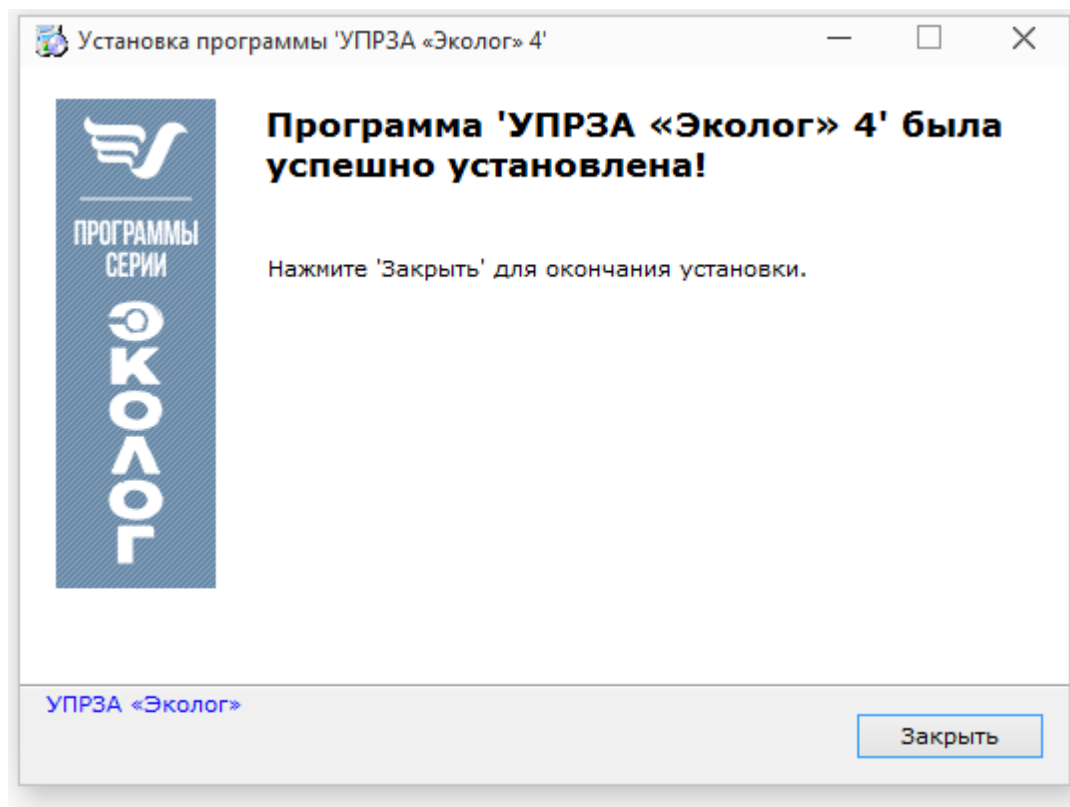 Установка программы 'УПРЗА «Эколог» 4'
Программа 'УПРЗА «Эколог» 4' была
успешно установлена!
ПРОГРАММЫ
СЕРИИ
ЭКОЛОГ
Нажмите 'Закрыть' для окончания установки.
УПРЗА «Эколог»
Закрыть